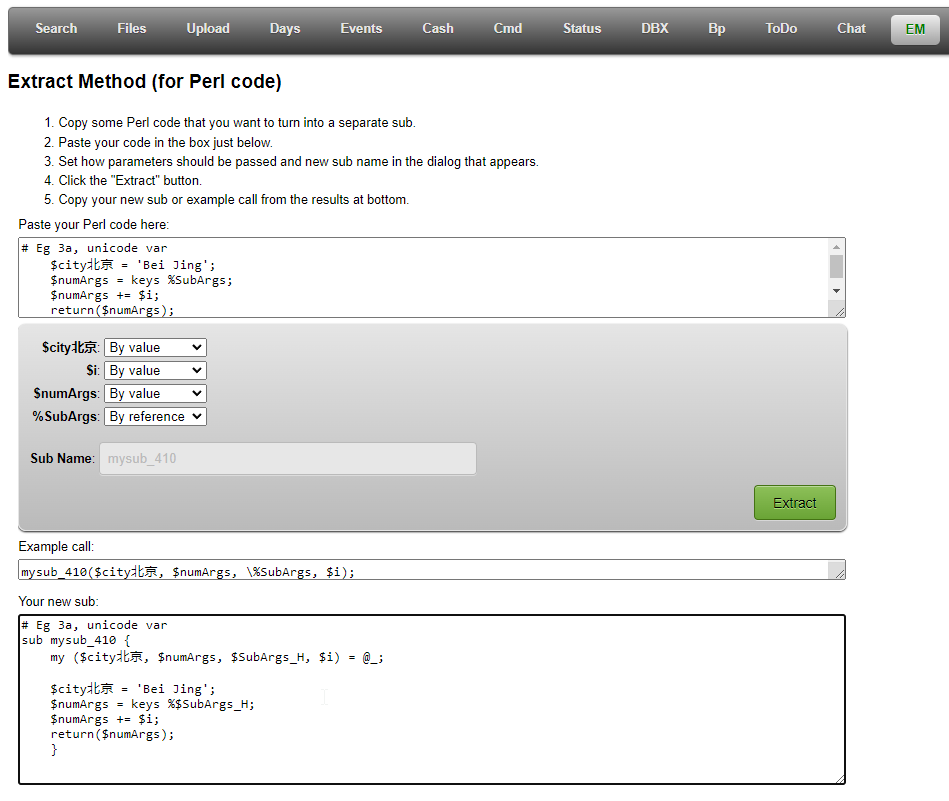 Search Files Upload Days Events Cash Cmd Status DBX Bp ToDo Chat EM
Extract Method (for Perl code)
1. Copy some Perl code that you want to turn into a separate sub.
2. Paste your code in the box just below.
3. Set how parameters should be passed and new sub name in the dialog that appears.
4. Click the "Extract" button.
5. Copy your new sub or example call from the results at bottom.
Paste your Perl code here:
# Eg 3a, unicode var
$city北京 = 'Bei Jing';
$numArgs = keys %SubArgs;
$numArgs += $i;
return($numArgs);
$city北京: By value
$i: By value
$numArgs: By value
%SubArgs: By reference
Sub Name: mysub_410
Extract
Example call:
mysub_410($city北京, $numArgs, \%SubArgs, $i);
Your new sub:
# Eg 3a, unicode var
sub mysub_410 {
my ($city北京, $numArgs, $SubArgs_H, $i) = @_;
$city北京 = 'Bei Jing';
$numArgs = keys %$SubArgs_H;
$numArgs += $i;
return($numArgs);
}